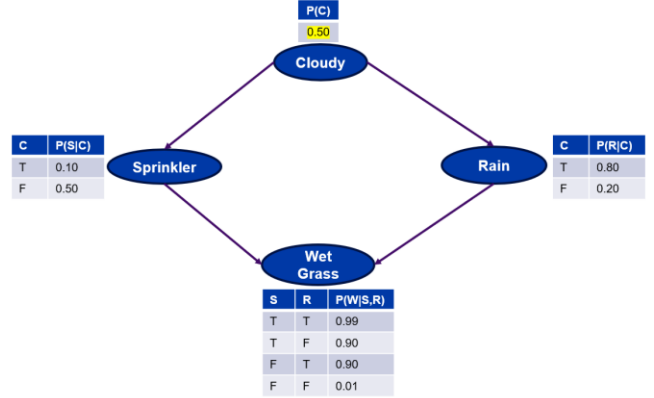 P(C)
0.50
Cloudy
C P(S|C)
T 0.10
F 0.50
Sprinkler
Rain
C P(R|C)
T 0.80
F 0.20
Wet
Grass
S R P(W|S,R)
T T 0.99
T F 0.90
F T 0.90
F F 0.01